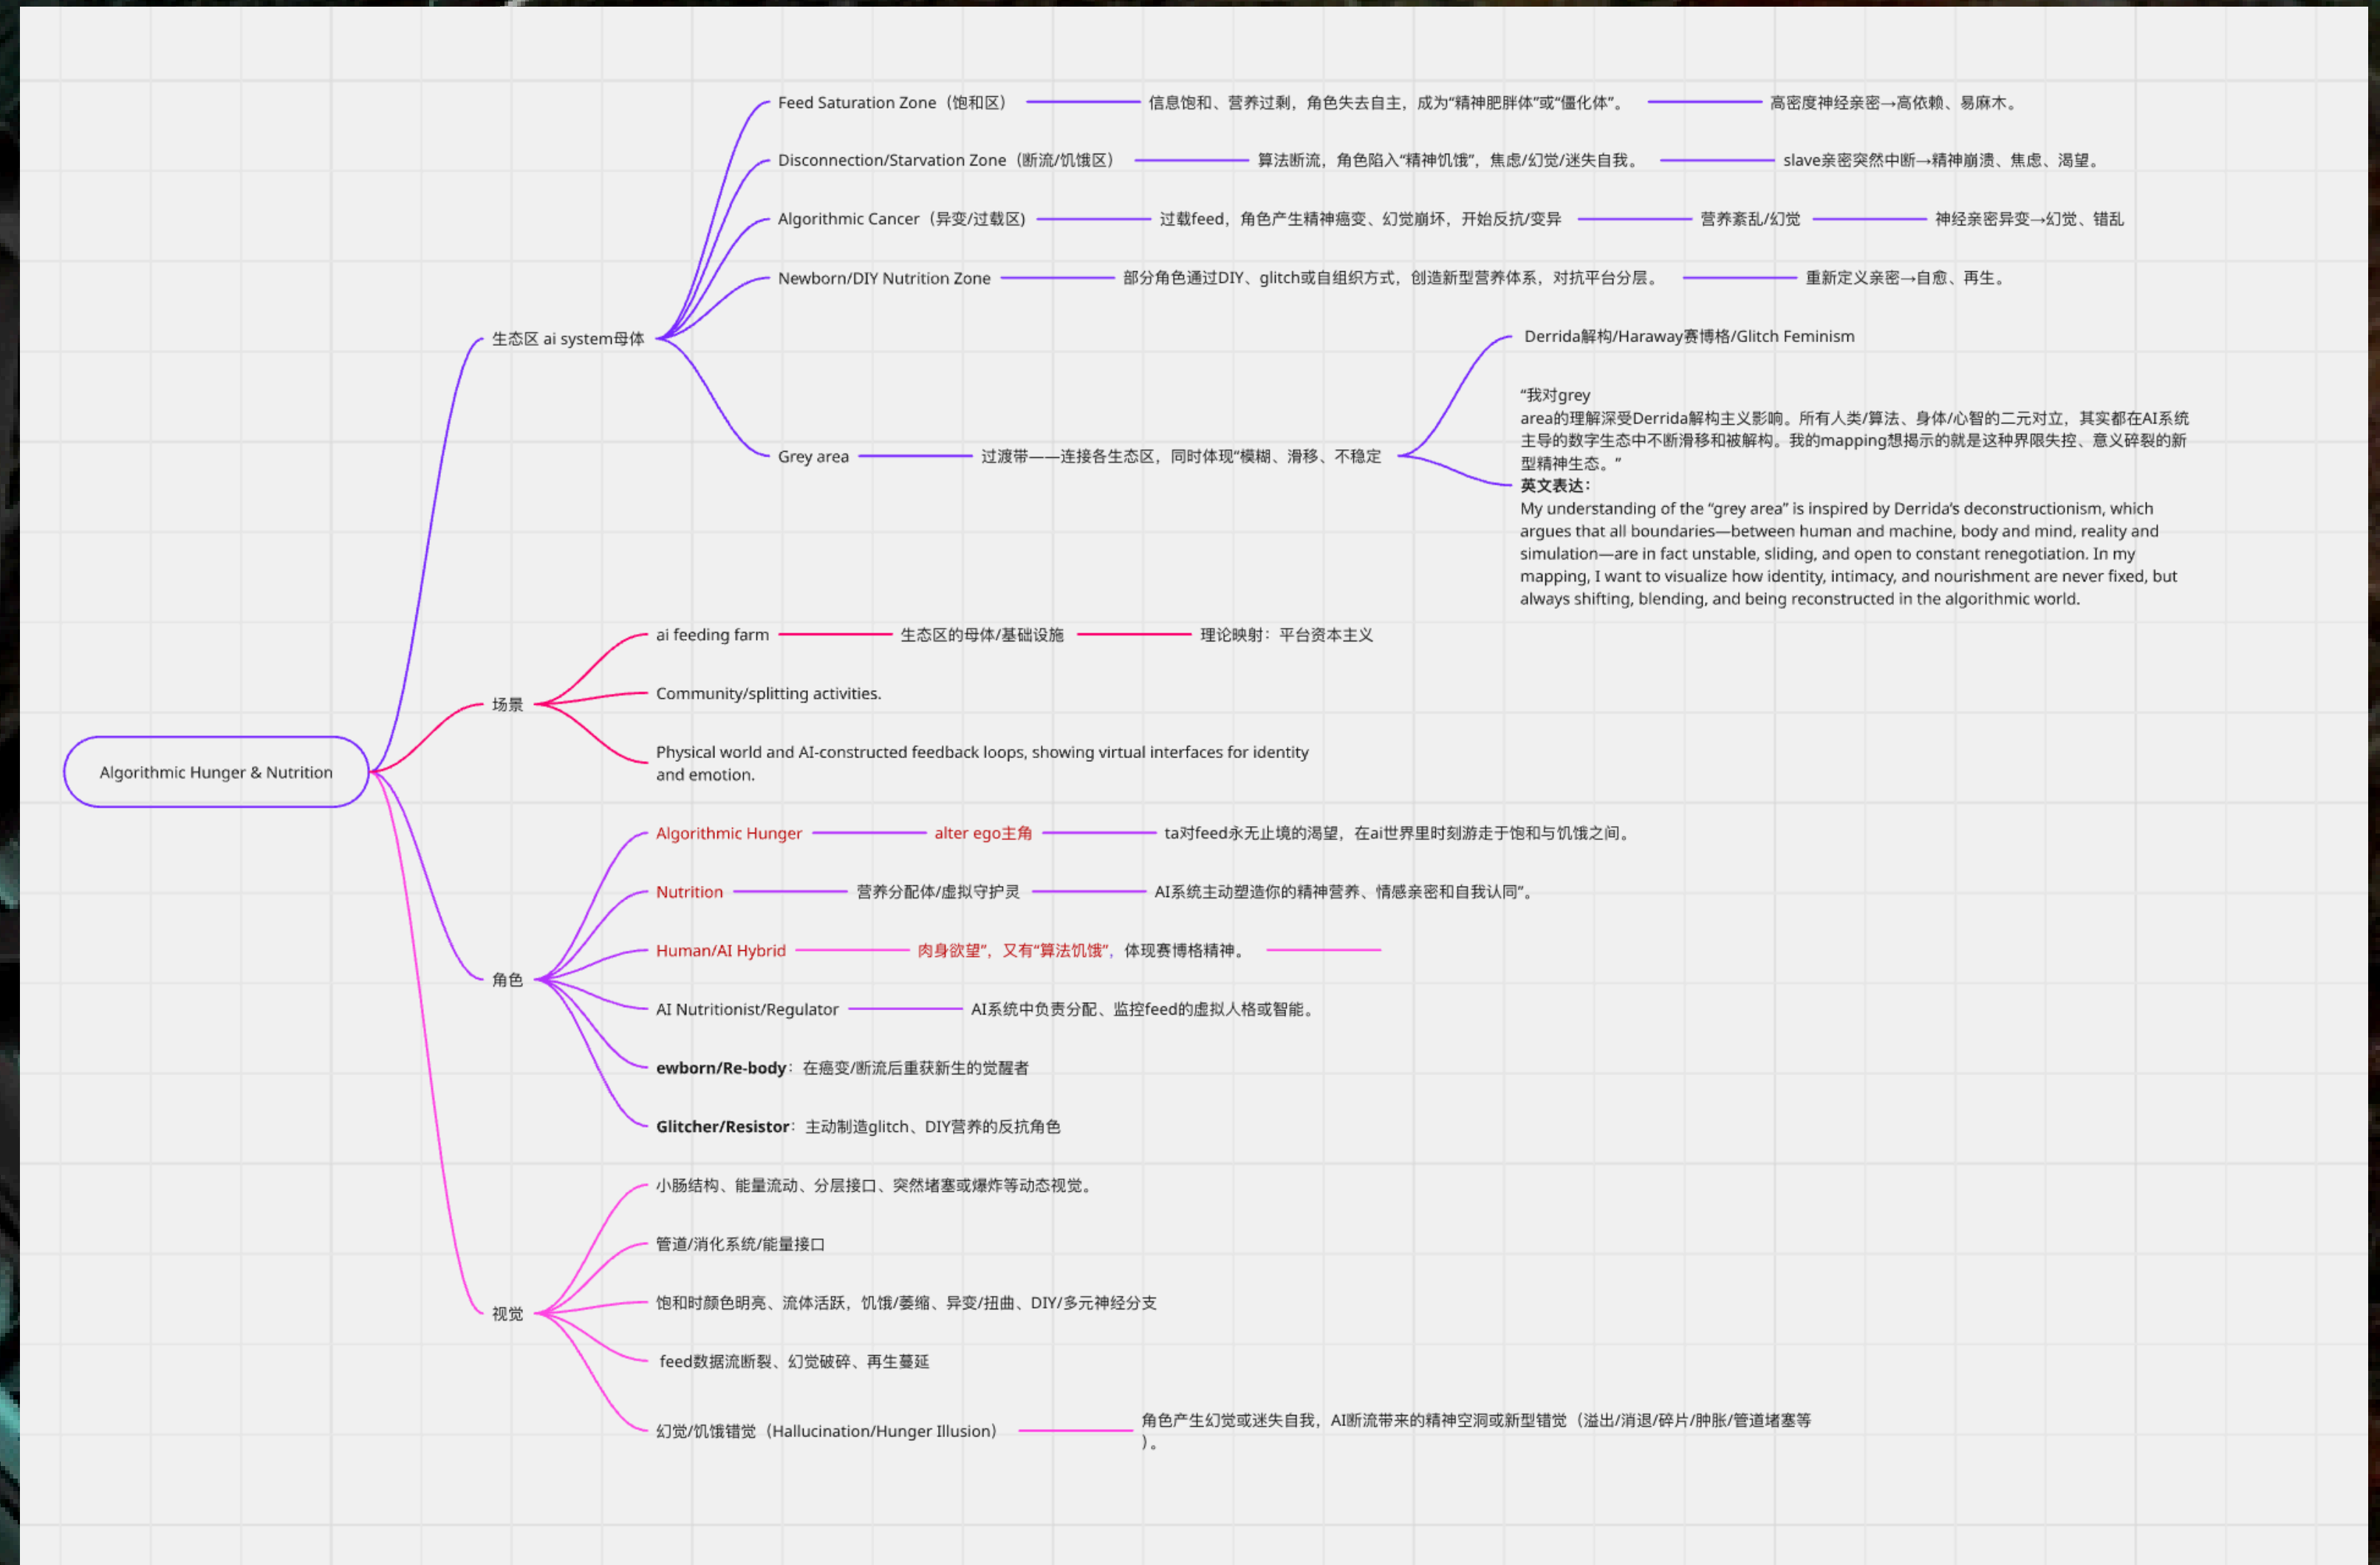 Feed Saturation Zone（饱和区）
信息饱和、营养过剩，角色失去自主，成为“精神肥胖体”或“僵化体”。
高密度神经亲密→高依赖、易麻木。
Disconnection/Starvation Zone（断流/饥饿区）
算法断流，角色陷入“精神饥饿”，焦虑/幻觉/迷失自我。
slave亲密突然中断→精神崩溃、焦虑、渴望。
Algorithmic Cancer（异变/过载区)
过载feed，角色产生精神癌变、幻觉崩坏，开始反抗/变异
营养紊乱/幻觉
神经亲密异变→幻觉、错乱
Newborn/DIY Nutrition Zone
部分角色通过DIY、glitch或自组织方式，创造新型营养体系，对抗平台分层。
重新定义亲密→自愈、再生。
生态区 ai system母体
Grey area
过渡带——连接各生态区，同时体现“模糊、滑移、不稳定
Derrida解构/Haraway赛博格/Glitch Feminism
“我对grey
area的理解深受Derrida解构主义影响。所有人类/算法、身体/心智的二元对立，其实都在AI系统
主导的数字生态中不断滑移和被解构。我的mapping想揭示的就是这种界限失控、意义碎裂的新
型精神生态。”
英文表达：
My understanding of the “grey area” is inspired by Derrida’s deconstructionism, which
argues that all boundaries—between human and machine, body and mind, reality and
simulation—are in fact unstable, sliding, and open to constant renegotiation. In my
mapping, I want to visualize how identity, intimacy, and nourishment are never fixed, but
always shifting, blending, and being reconstructed in the algorithmic world.
ai feeding farm
生态区的母体/基础设施
理论映射：平台资本主义
Community/splitting activities.
场景
Physical world and AI-constructed feedback loops, showing virtual interfaces for identity
and emotion.
Algorithmic Hunger & Nutrition
Algorithmic Hunger
alter ego主角
ta对feed永无止境的渴望，在ai世界里时刻游走于饱和与饥饿之间。
Nutrition
营养分配体/虚拟守护灵
AI系统主动塑造你的精神营养、情感亲密和自我认同”。
Human/AI Hybrid
肉身欲望”，又有“算法饥饿”，体现赛博格精神。
角色
AI Nutritionist/Regulator
AI系统中负责分配、监控feed的虚拟人格或智能。
ewborn/Re-body：在癌变/断流后重获新生的觉醒者
Glitcher/Resistor：主动制造glitch、DIY营养的反抗角色
小肠结构、能量流动、分层接口、突然堵塞或爆炸等动态视觉。
管道/消化系统/能量接口
视觉
饱和时颜色明亮、流体活跃，饥饿/萎缩、异变/扭曲、DIY/多元神经分支
feed数据流断裂、幻觉破碎、再生蔓延
幻觉/饥饿错觉（Hallucination/Hunger Illusion）
角色产生幻觉或迷失自我，AI断流带来的精神空洞或新型错觉（溢出/消退/碎片/肿胀/管道堵塞等
）。